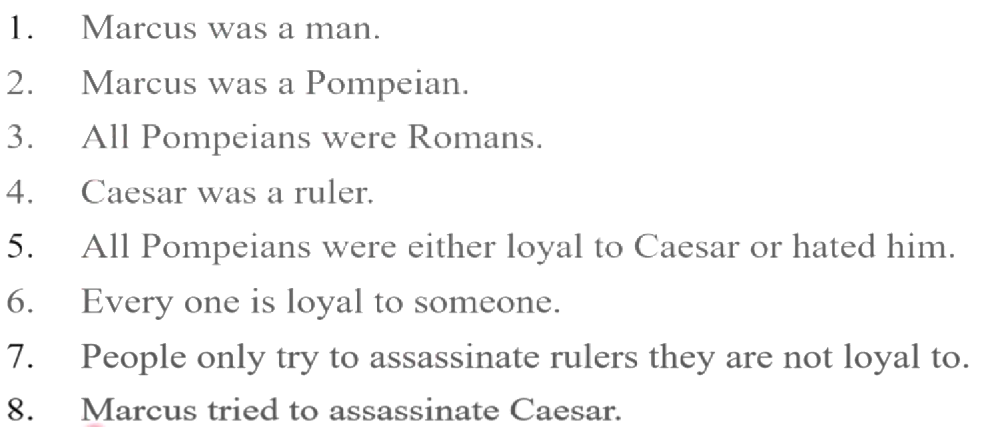 1. Marcus was a man.
2. Marcus was a Pompeian.
3. All Pompeians were Romans.
4. Caesar was a ruler.
5. All Pompeians were either loyal to Caesar or hated him.
6. Every one is loyal to someone.
7. People only try to assassinate rulers they are not loyal to.
8. Marcus tried to assassinate Caesar.